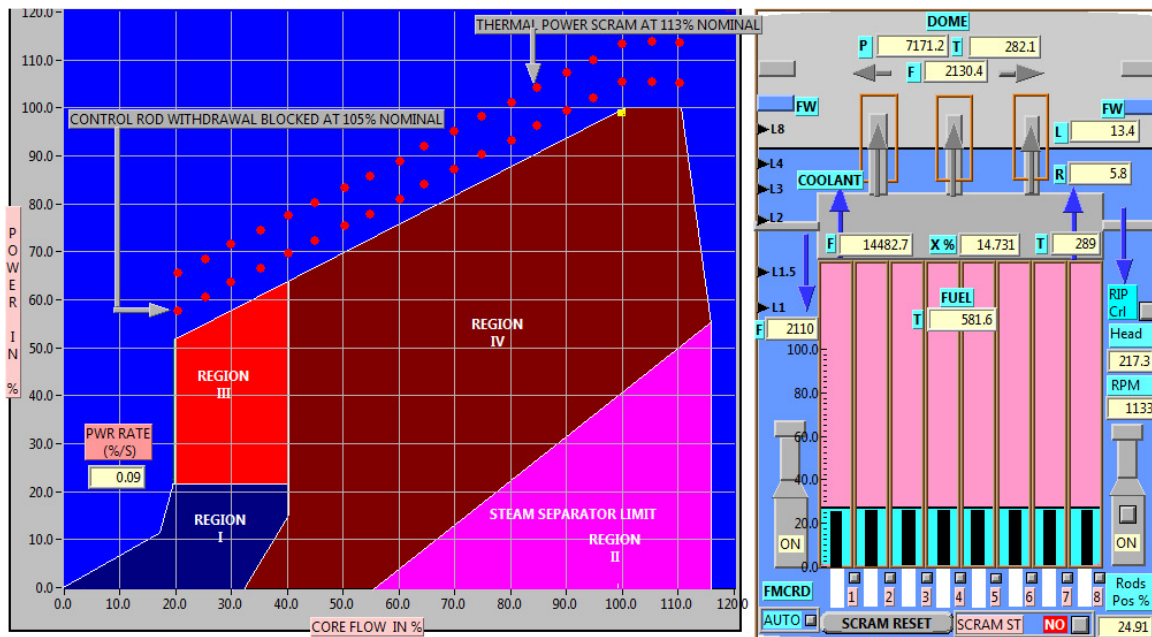 120.0
THERMAL POWER SCRAM AT 113% NOMINAL
110.0
100.0
CONTROL ROD WITHDRAWAL BLOCKED AT 105% NOMINAL
90.0
80.0
70.0
60.0
50.0
40.0
30.0
20.0
10.0
0.0
POWER IN %
REGION
III
REGION
IV
PWR RATE
(%/S)
0.09
REGION
I
STEAM SEPARATOR LIMIT
REGION
II
0.0 10.0 20.0 30.0 40.0 50.0 60.0 70.0 80.0 90.0 100.0 110.0 120.0
CORE FLOW IN %
DOME
P 7171.2 T 282.1
F 2130.4
FW FW
L8 L 13.4
L4
COOLANT R 5.8
L3
L2
F 14482.7 X % 14.731 T 289
L1.5
FUEL
T 581.6
L1
F 2110
RIP
Crl
Head
217.3
RPM
1133
100.0
80.0
60.0
40.0
20.0
0.0
ON ON
1 2 3 4 5 6 7 8
FMCRD
Rods
Pos %
AUTO SCRAM RESET SCRAM ST NO 24.91